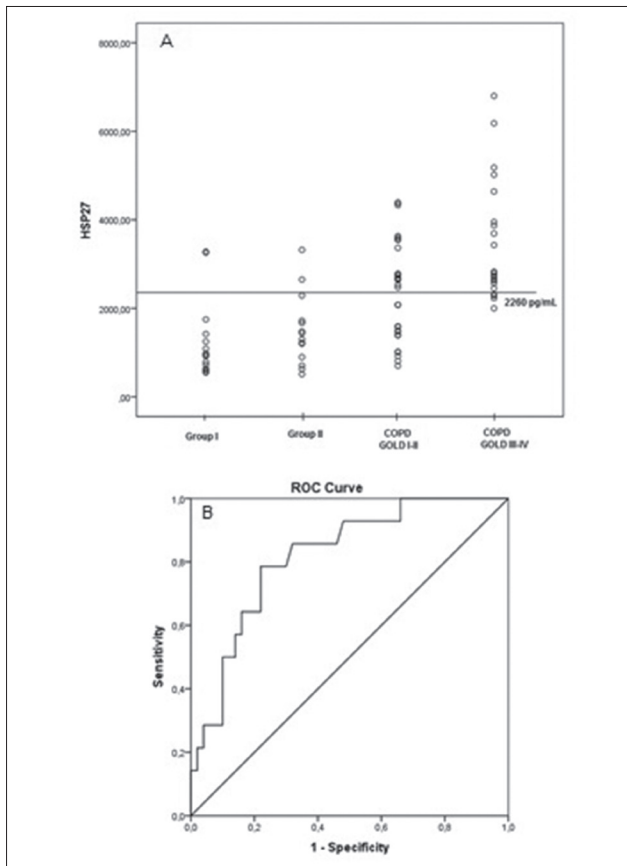 A
HSP27
8000,00
6000,00
4000,00
2000,00
,00
2260 pg/mL
Group I
Group II
COPD
GOLD I-II
COPD
GOLD III-IV
ROC Curve
B
Sensitivity
1,0
0,8
0,6
0,4
0,2
0,0
0,0 0,2 0,4 0,6 0,8 1,0
1 - Specificity